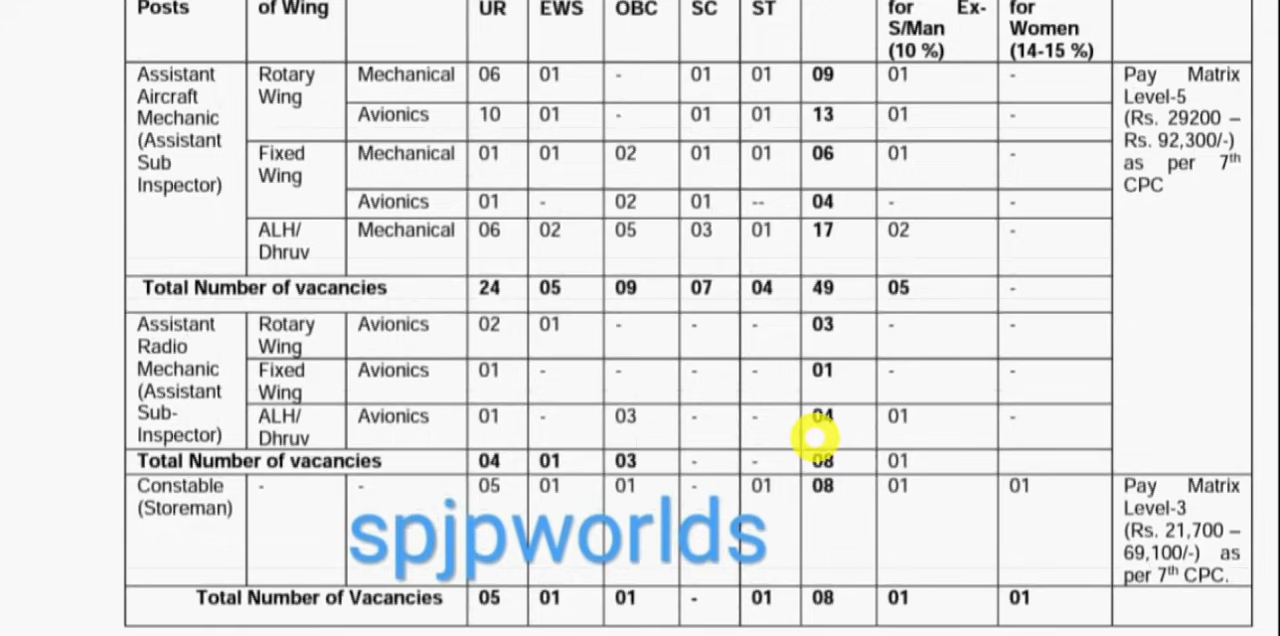 Posts of Wing UR EWS OBC SC ST for Ex- for
S/Man Women
(10 %) (14-15 %)
Assistant Rotary Mechanical 06 01 - 01 01 09 01 - Pay Matrix
Aircraft Wing Level-5
Mechanic Avionics 10 01 - 01 01 13 01 - (Rs. 29200 –
(Assistant Rs. 92,300/-)
Sub Fixed Mechanical 01 01 02 01 01 06 01 - as per 7th
Inspector) Wing CPC
Avionics 01 - 02 01 -- 04 - -
ALH/ Mechanical 06 02 05 03 01 17 02 -
Dhruv
Total Number of vacancies 24 05 09 07 04 49 05 -
Assistant Rotary Avionics 02 01 - - - 03 - -
Radio Wing
Mechanic Fixed Avionics 01 - - - - 01 - -
(Assistant Wing
Sub- ALH/ Avionics 01 - 03 - - 04 01 -
Inspector) Dhruv
Total Number of vacancies 04 01 03 - - 08 01
Constable - - 05 01 01 - 01 08 01 01 Pay Matrix
(Storeman) Level-3
(Rs. 21,700 –
69,100/-) as
per 7th CPC.
spjpworlds
Total Number of Vacancies 05 01 01 - 01 08 01 01